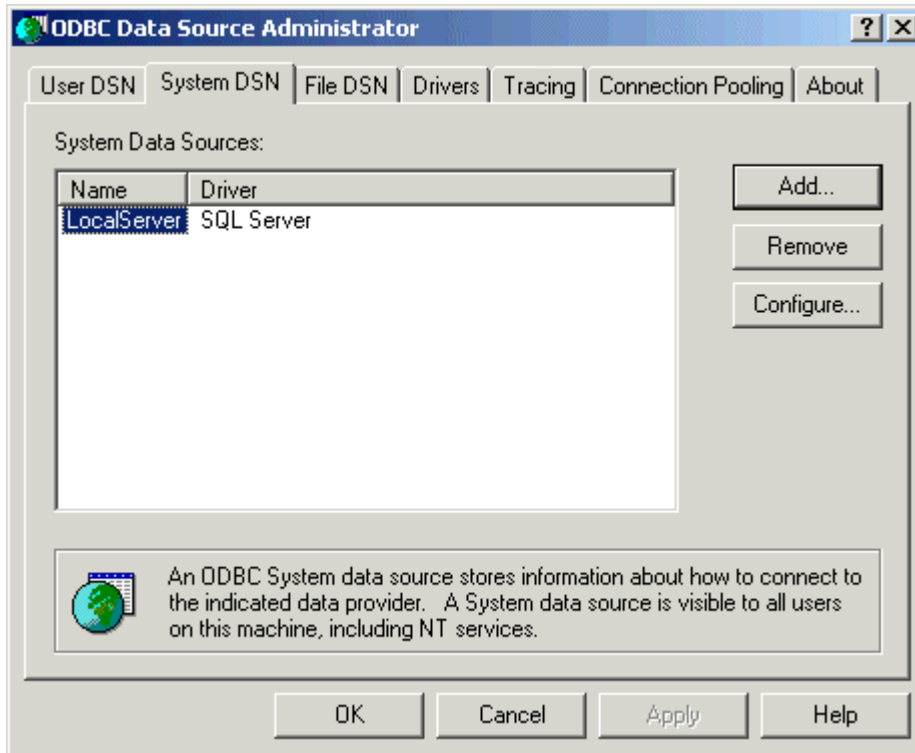 ODBC Data Source Administrator
User DSN System DSN File DSN Drivers Tracing Connection Pooling About
System Data Sources:
Name Driver
LocalServer SQL Server
Add...
Remove
Configure...
An ODBC System data source stores information about how to connect to
the indicated data provider. A System data source is visible to all users
on this machine, including NT services.
OK Cancel Apply Help